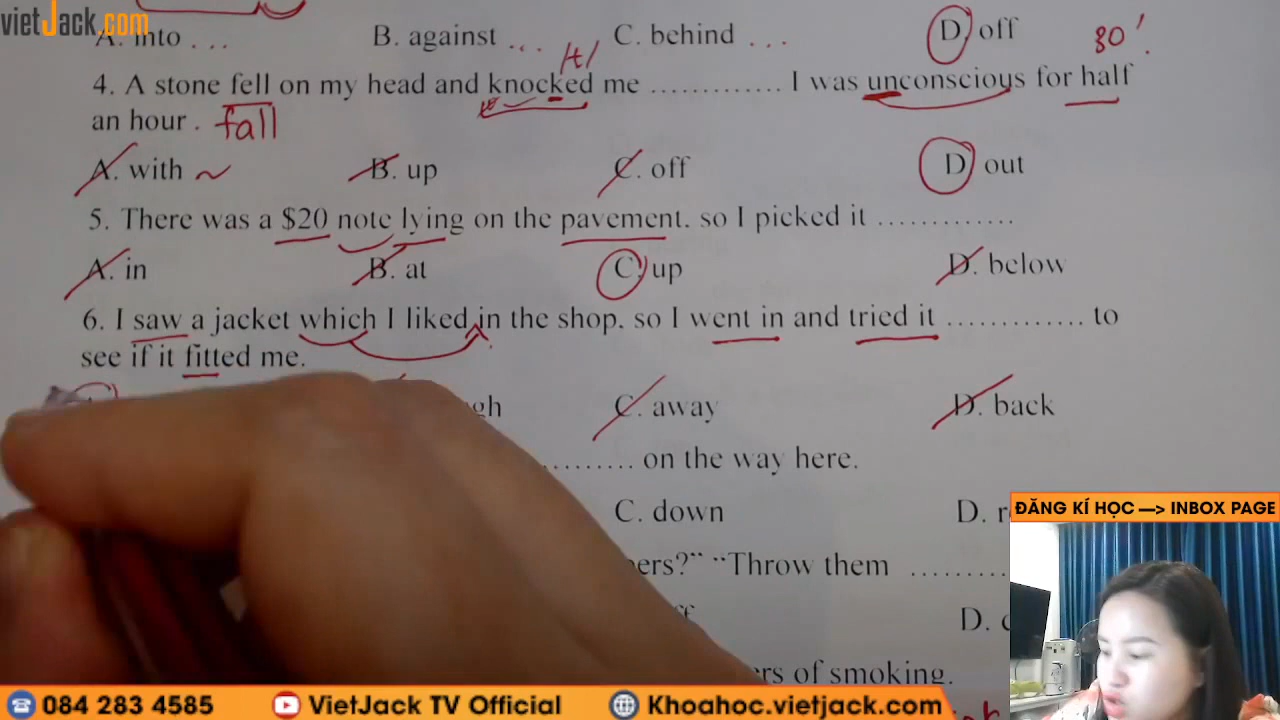 vietJack.com
A. into . . . B. against . . . C. behind . . . D. off 30'
/t/
4. A stone fell on my head and knocked me ............. I was unconscious for half
an hour . fall
A. with ~ B. up C. off D. out
5. There was a $20 note lying on the pavement. so I picked it .............
A. in B. at C. up D. below
6. I saw a jacket which I liked in the shop. so I went in and tried it ............. to
see if it fitted me.
C. away D. back
......... on the way here.
C. down D.
"Throw them .........
D.
of smoking.
ĐĂNG KÍ HỌC —> INBOX PAGE
084 283 4585 VietJack TV Official Khoahoc.vietjack.com